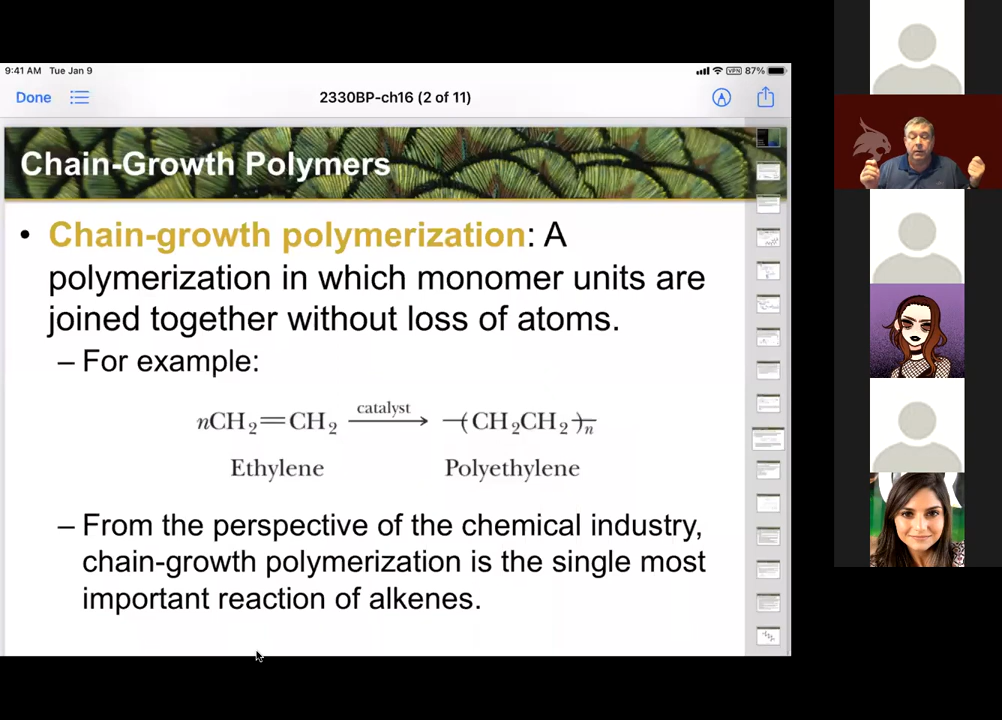 9:41 AM Tue Jan 9
VPN 87%
Done
2330BP-ch16 (2 of 11)
Chain-Growth Polymers
• Chain-growth polymerization: A
polymerization in which monomer units are
joined together without loss of atoms.
– For example:
nCH₂=CH₂ catalyst → —(CH₂CH₂)—ₙ
Ethylene Polyethylene
– From the perspective of the chemical industry,
chain-growth polymerization is the single most
important reaction of alkenes.